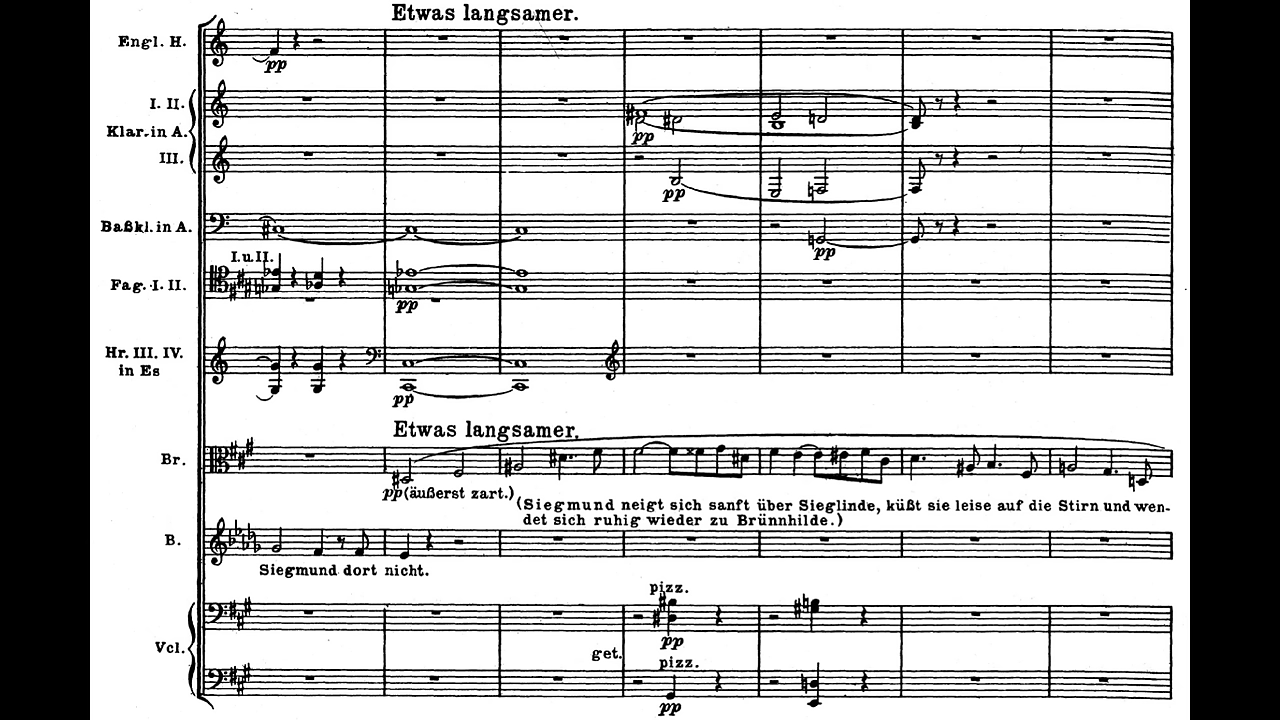 Etwas langsamer.
Engl. H.
pp
I. II.
Klar. in A.
pp
III.
pp
Baßkl. in A.
pp
I. u. II.
Fag. I. II.
pp
Hr. III. IV.
in Es
pp
Etwas langsamer.
Br.
pp (äußerst zart.)
(Siegmund neigt sich sanft über Sieglinde, küßt sie leise auf die Stirn und wen-
det sich ruhig wieder zu Brünnhilde.)
B.
Siegmund dort nicht.
pizz.
pp
Vcl.
get.
pizz.
pp